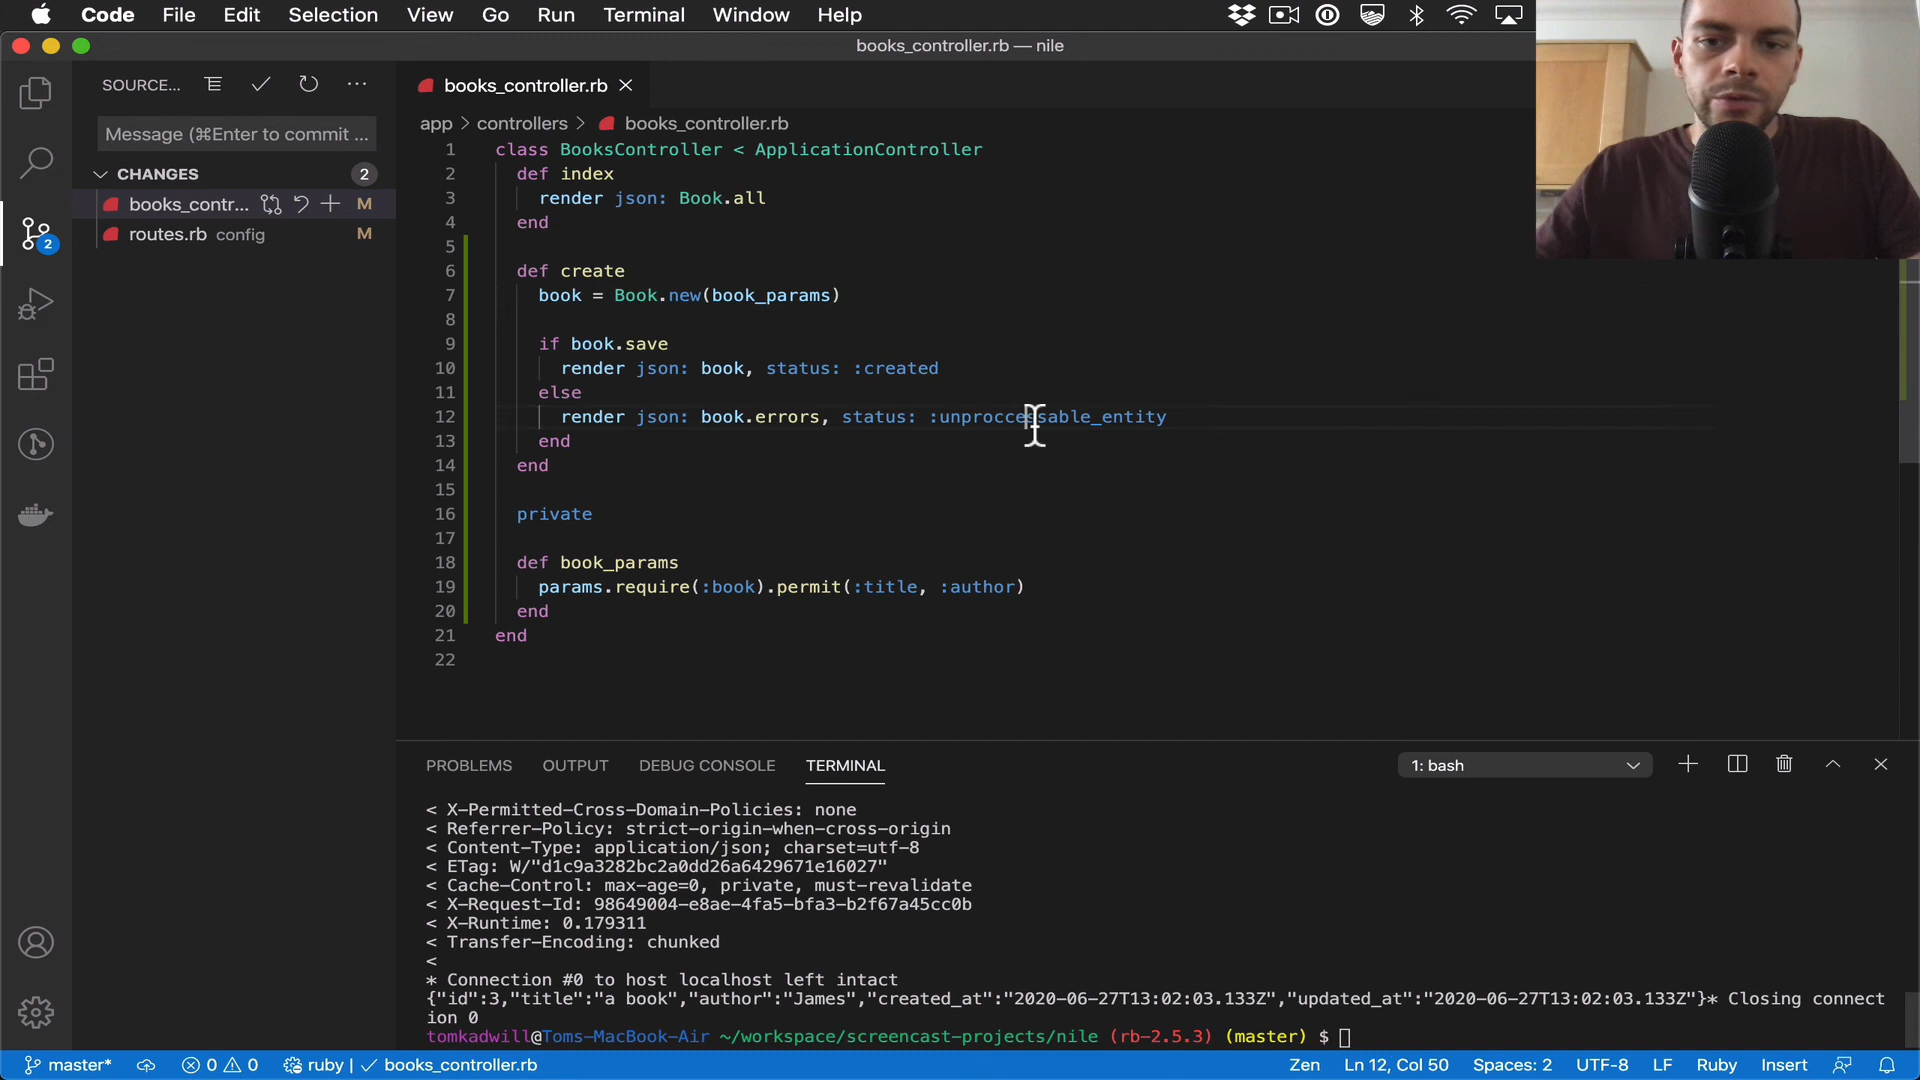 Code File Edit Selection View Go Run Terminal Window Help
books_controller.rb — nile
SOURCE...
books_controller.rb
Message (⌘Enter to commit ...
app > controllers > books_controller.rb
CHANGES 2
books_contr... M
routes.rb config M
2
1 class BooksController < ApplicationController
2 def index
3 render json: Book.all
4 end
5
6 def create
7 book = Book.new(book_params)
8
9 if book.save
10 render json: book, status: :created
11 else
12 render json: book.errors, status: :unproccessable_entity
13 end
14 end
15
16 private
17
18 def book_params
19 params.require(:book).permit(:title, :author)
20 end
21 end
22
PROBLEMS OUTPUT DEBUG CONSOLE TERMINAL 1: bash
< X-Permitted-Cross-Domain-Policies: none
< Referrer-Policy: strict-origin-when-cross-origin
< Content-Type: application/json; charset=utf-8
< ETag: W/"d1c9a3282bc2a0dd26a6429671e16027"
< Cache-Control: max-age=0, private, must-revalidate
< X-Request-Id: 98649004-e8ae-4fa5-bfa3-b2f67a45cc0b
< X-Runtime: 0.179311
< Transfer-Encoding: chunked
<
* Connection #0 to host localhost left intact
{"id":3,"title":"a book","author":"James","created_at":"2020-06-27T13:02:03.133Z","updated_at":"2020-06-27T13:02:03.133Z"}* Closing connect
ion 0
tomkadwill@Toms-MacBook-Air ~/workspace/screencast-projects/nile (rb-2.5.3) (master) $
master* 0 0 ruby | ✓ books_controller.rb Zen Ln 12, Col 50 Spaces: 2 UTF-8 LF Ruby Insert